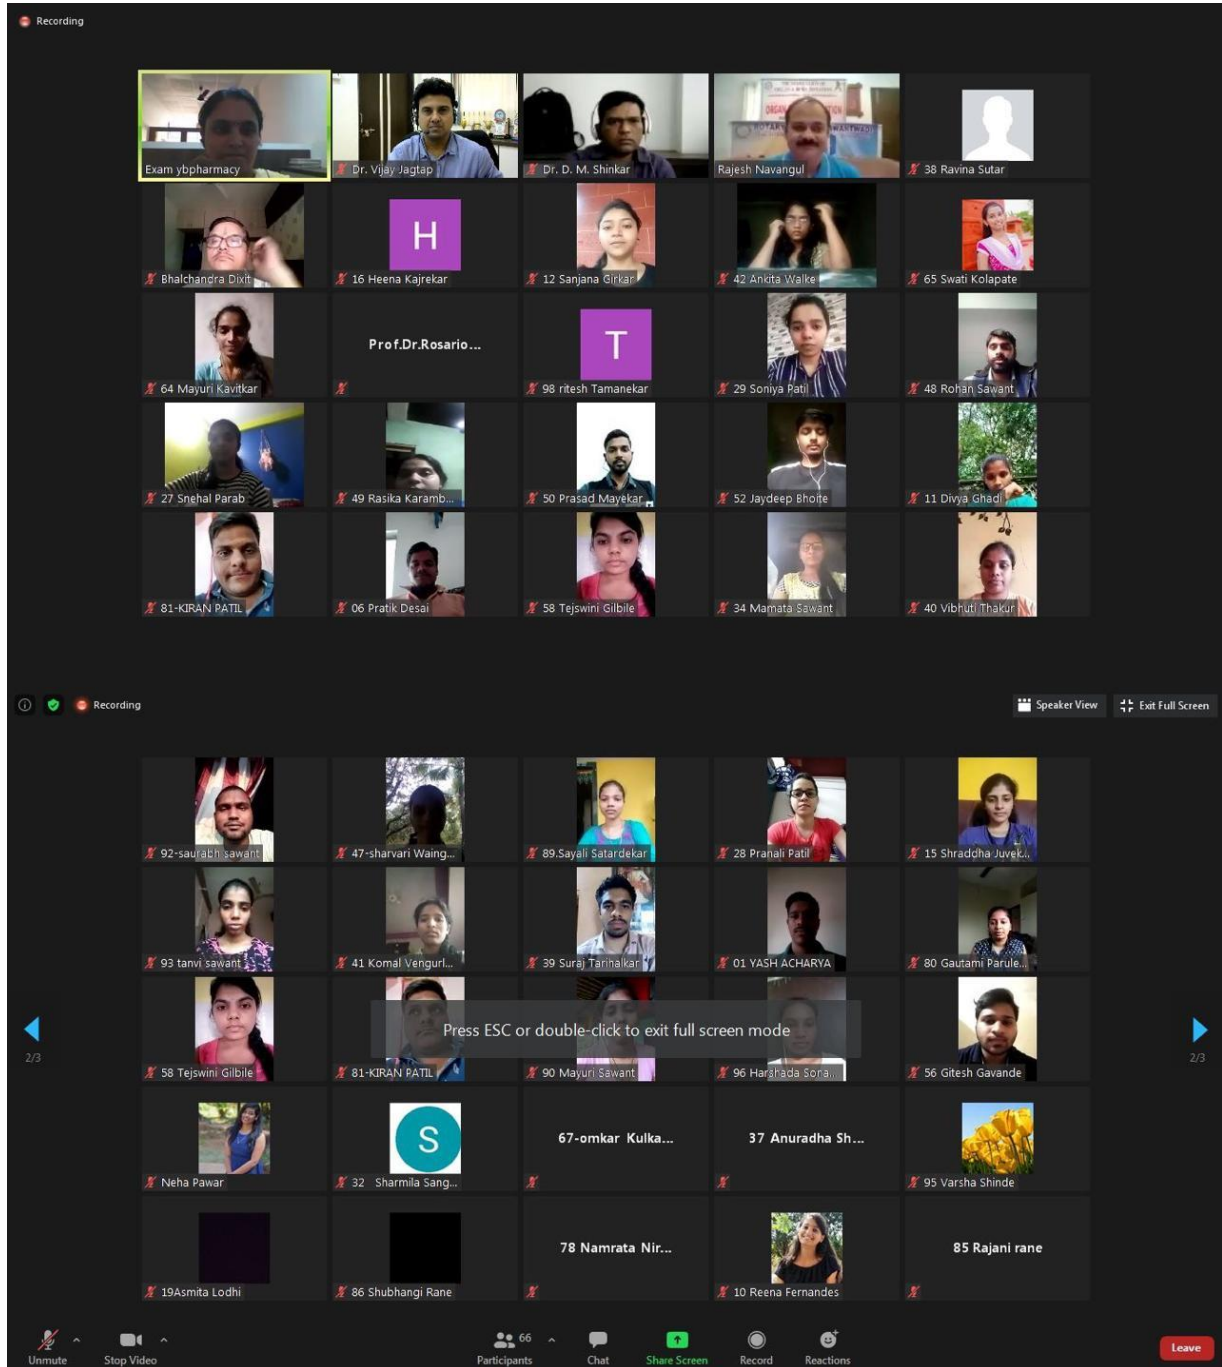 Recording
Exam ybpharmacy
Dr. Vijay Jagtap
Dr. D. M. Shinkar
Rajesh Navangul
38 Ravina Sutar
Bhalchandra Dixit
H
16 Heena Kajrekar
12 Sanjana Girkar
42 Ankita Walke
65 Swati Kolapate
64 Mayuri Kavitkar
Prof.Dr.Rosario...
T
98 ritesh Tamanekar
29 Soniya Patil
48 Rohan Sawant
27 Snehal Parab
49 Rasika Karamb...
50 Prasad Mayekar
52 Jaydeep Bhoite
11 Divya Ghadi
81-KIRAN PATIL
06 Pratik Desai
58 Tejswini Gilbile
34 Mamata Sawant
40 Vibhuti Thakur
Recording
Speaker View
Exit Full Screen
92-saurabh sawant
47-sharvari Waing...
89.Sayali Satardekar
28 Pranali Patil
15 Shraddha Juvek...
93 tanvi sawant
41 Komal Vengurl...
39 Suraj Tarihalkar
01 YASH ACHARYA
80 Gautami Parule...
Press ESC or double-click to exit full screen mode
2/3
2/3
58 Tejswini Gilbile
81-KIRAN PATIL
90 Mayuri Sawant
96 Harshada Sona...
56 Gitesh Gavande
Neha Pawar
S
32 Sharmila Sang...
67-omkar Kulka...
37 Anuradha Sh...
95 Varsha Shinde
19Asmita Lodhi
86 Shubhangi Rane
78 Namrata Nir...
10 Reena Fernandes
85 Rajani rane
Unmute
Stop Video
66
Participants
Chat
Share Screen
Record
Reactions
Leave